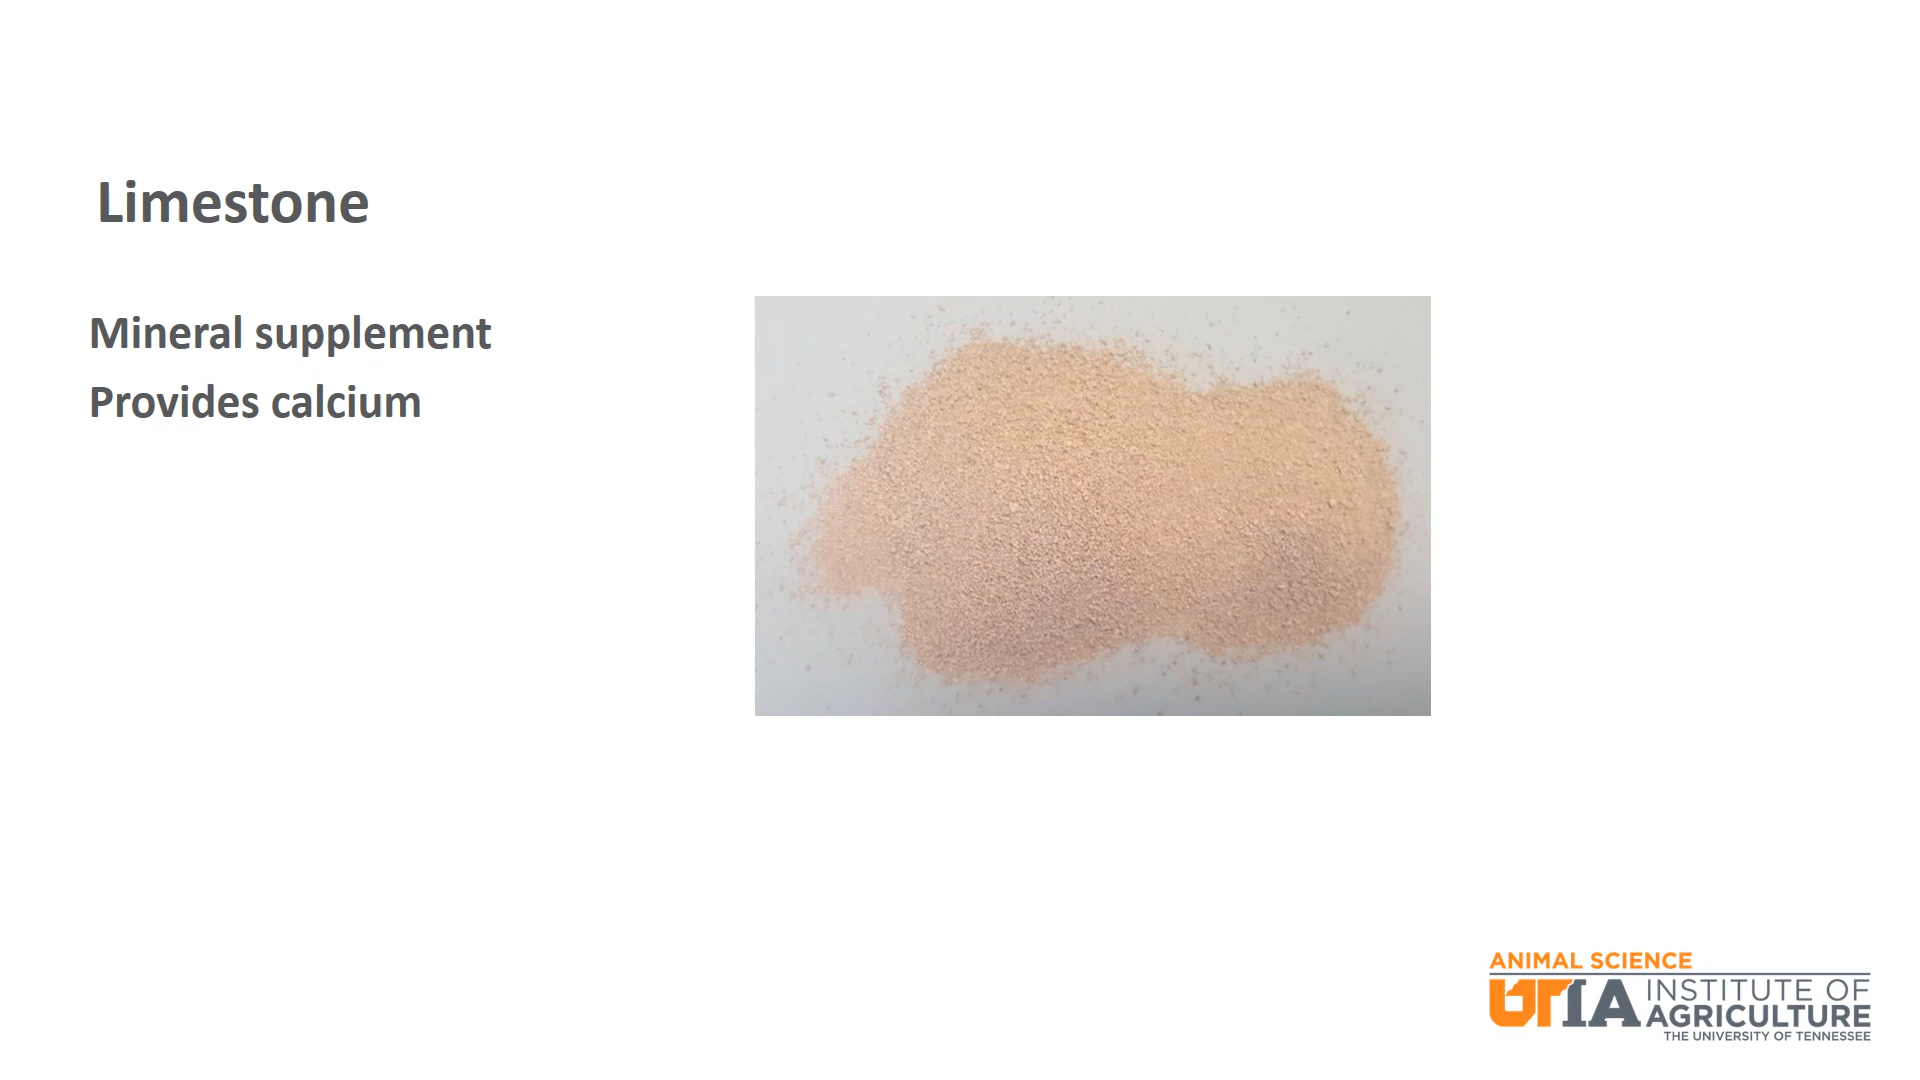 Limestone
Mineral supplement
Provides calcium
ANIMAL SCIENCE
UTIA
INSTITUTE OF
AGRICULTURE
THE UNIVERSITY OF TENNESSEE